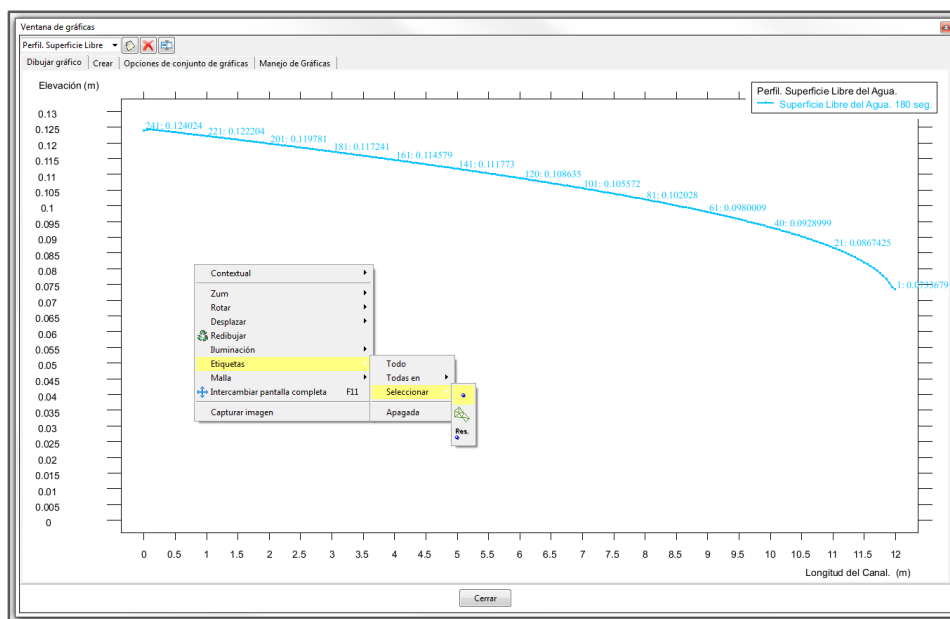 Ventana de gráficas
Perfil. Superficie Libre
Dibujar gráfico Crear Opciones de conjunto de gráficas Manejo de Gráficas
Elevación (m)
Perfil. Superficie Libre del Agua.
Superficie Libre del Agua. 180 seg.
0.13
0.125
0.12
0.115
0.11
0.105
0.1
0.095
0.09
0.085
0.08
0.075
0.07
0.065
0.06
0.055
0.05
0.045
0.04
0.035
0.03
0.025
0.02
0.015
0.01
0.005
0
241: 0.124024
221: 0.122204
201: 0.119781
181: 0.117241
161: 0.114579
141: 0.111773
120: 0.108635
101: 0.105572
81: 0.102028
61: 0.0980009
40: 0.0928999
21: 0.0867425
1: 0.0733679
Contextual
Zum
Rotar
Desplazar
Redibujar
Iluminación
Etiquetas
Malla
Intercambiar pantalla completa F11
Capturar imagen
Todo
Todas en
Seleccionar
Apagada
Res.
0 0.5 1 1.5 2 2.5 3 3.5 4 4.5 5 5.5 6 6.5 7 7.5 8 8.5 9 9.5 10 10.5 11 11.5 12
Longitud del Canal. (m)
Cerrar